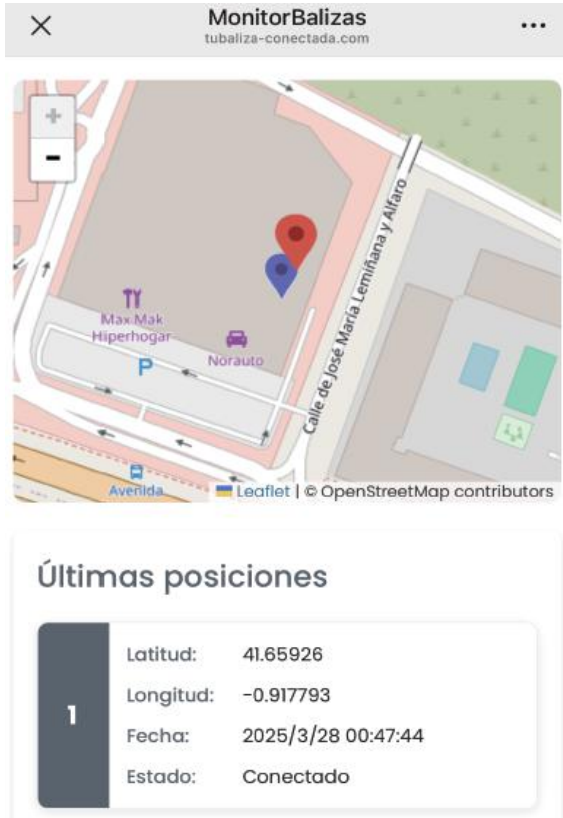 MonitorBalizas
tubaliza-conectada.com
+
-
Max Mak
Hiperhogar
Norauto
P
Calle de José María Lemiñana y Alfaro
Avenida
Leaflet | © OpenStreetMap contributors
Últimas posiciones
1
Latitud: 41.65926
Longitud: -0.917793
Fecha: 2025/3/28 00:47:44
Estado: Conectado